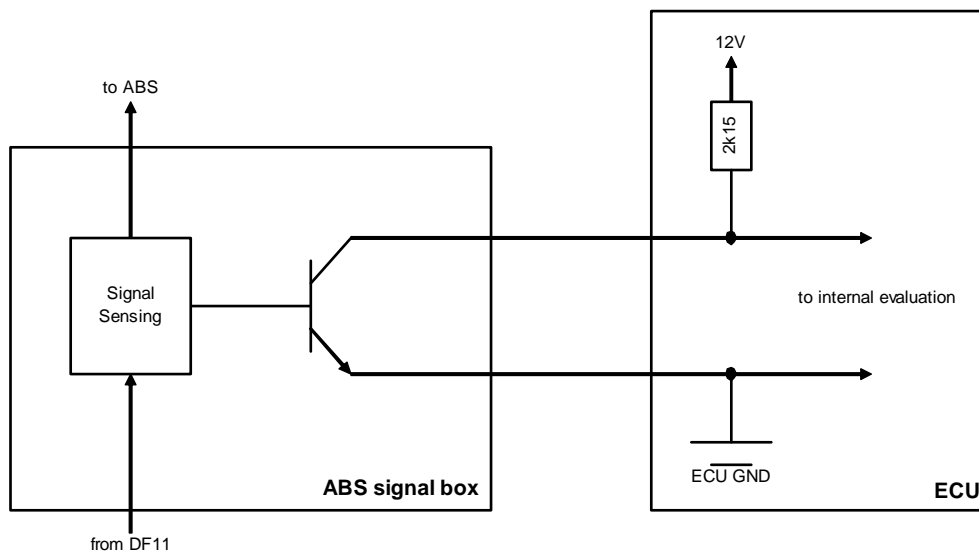 12V
to ABS
2k15
Signal
Sensing
to internal evaluation
ECU GND
ABS signal box
ECU
from DF11